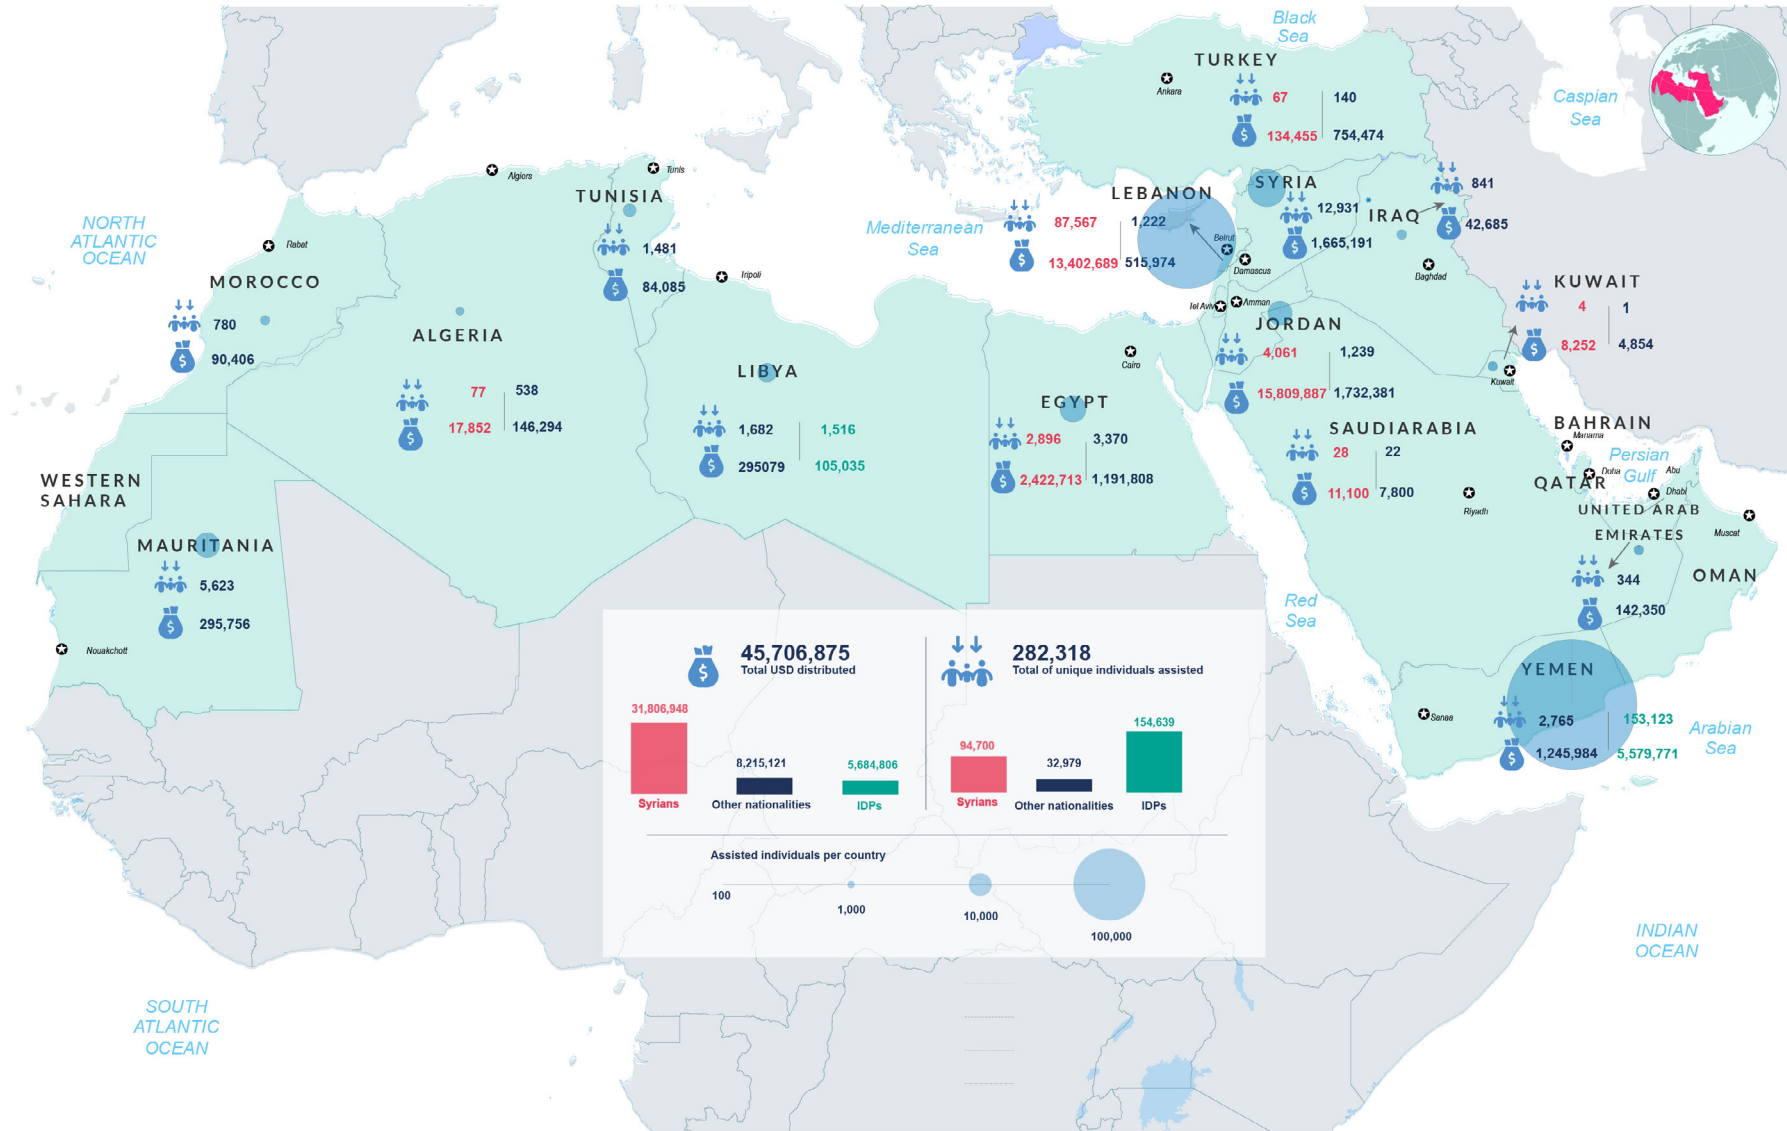 Black
Sea
TURKEY
Ankara
67 140
134,455 754,474
Caspian
Sea
Algiors
Tunis
TUNISIA
1,481
84,085
NORTH
ATLANTIC
OCEAN
Rabat
MOROCCO
780
90,406
Mediterranean
Sea
LEBANON
87,567 1,222
13,402,689 515,974
Beirut
Damascus
SYRIA
12,931
1,665,191
IRAQ
841
42,685
Baghdad
Iripoli
Tol Aviv
Amman
KUWAIT
4 1
8,252 4,854
Kuwait
ALGERIA
77 538
17,852 146,294
LIBYA
1,682 1,516
295079 105,035
Cairo
EGYPT
2,896 3,370
2,422,713 1,191,808
JORDAN
4,061 1,239
15,809,887 1,732,381
SAUDIARABIA
28 22
11,100 7,800
Riyadh
BAHRAIN
Manama
Persian
Gulf
Doha
QATAR
Abu
Dhabi
UNITED ARAB
EMIRATES
344
142,350
Muscat
OMAN
WESTERN
SAHARA
MAURITANIA
5,623
295,756
Nouakchott
Red
Sea
YEMEN
2,765 153,123
1,245,984 5,579,771
Sanaa
Arabian
Sea
45,706,875
Total USD distributed
282,318
Total of unique individuals assisted
31,806,948
Syrians
8,215,121
Other nationalities
5,684,806
IDPs
94,700
Syrians
32,979
Other nationalities
154,639
IDPs
Assisted individuals per country
100
1,000
10,000
100,000
INDIAN
OCEAN
SOUTH
ATLANTIC
OCEAN